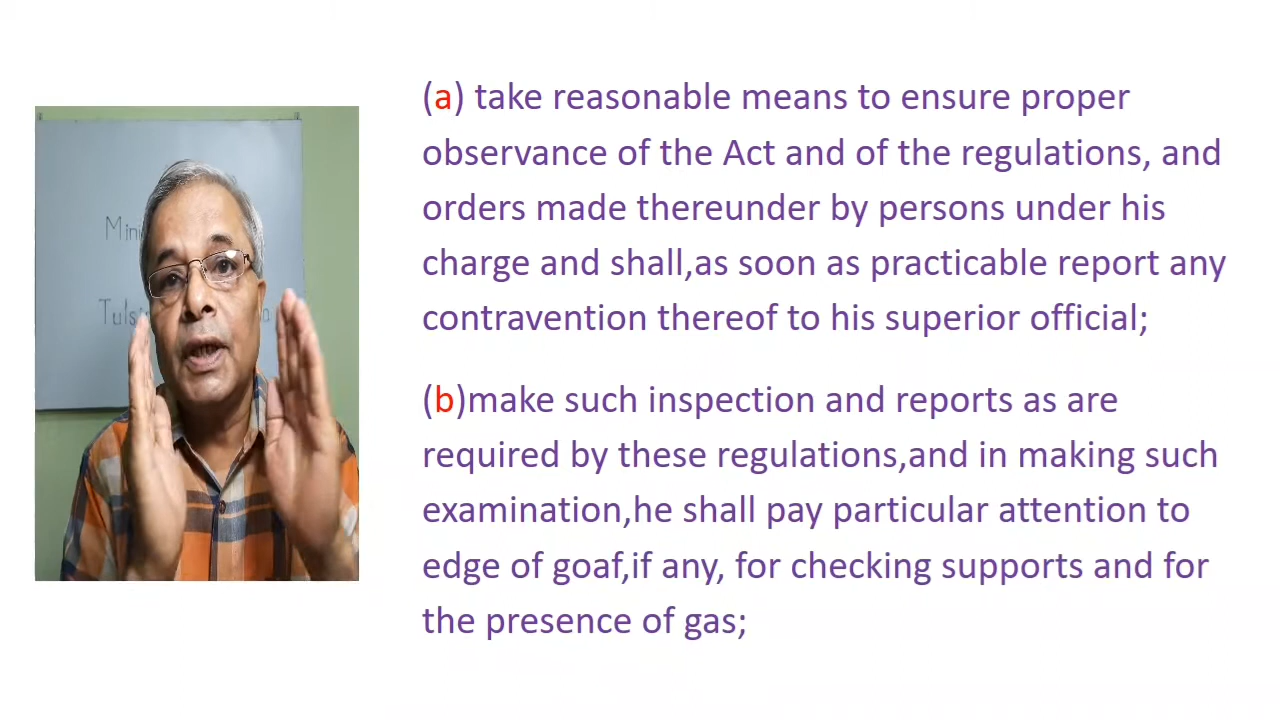 (a) take reasonable means to ensure proper
observance of the Act and of the regulations, and
orders made thereunder by persons under his
charge and shall,as soon as practicable report any
contravention thereof to his superior official;
(b)make such inspection and reports as are
required by these regulations,and in making such
examination,he shall pay particular attention to
edge of goaf,if any, for checking supports and for
the presence of gas;